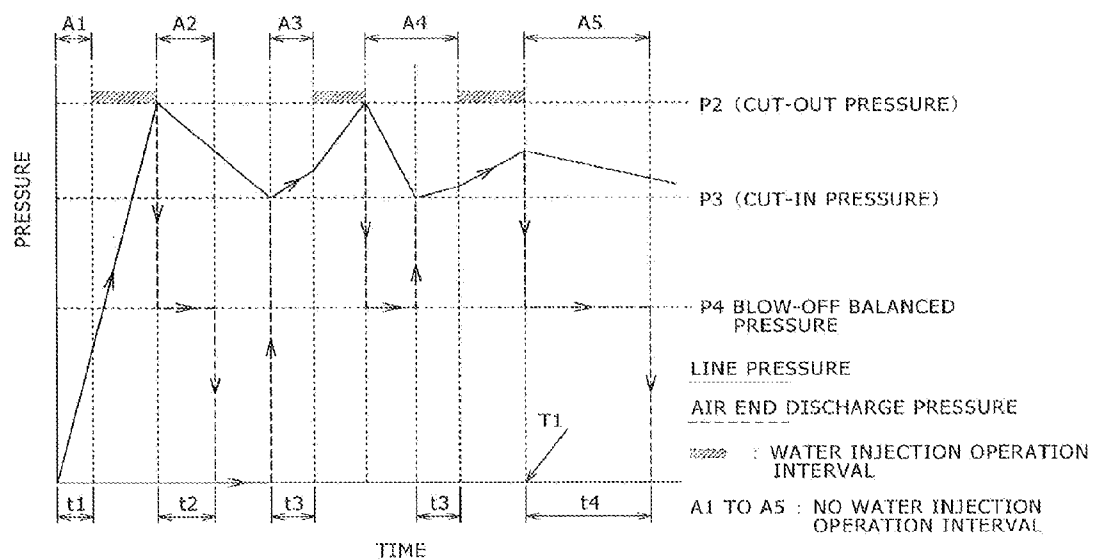 A1 A2 A3 A4 A5
P2 (CUT-OUT PRESSURE)
P3 (CUT-IN PRESSURE)
PRESSURE
P4 BLOW-OFF BALANCED
PRESSURE
LINE PRESSURE
AIR END DISCHARGE PRESSURE
: WATER INJECTION OPERATION
INTERVAL
A1 TO A5 : NO WATER INJECTION
OPERATION INTERVAL
T1
t1 t2 t3 t3 t4
TIME